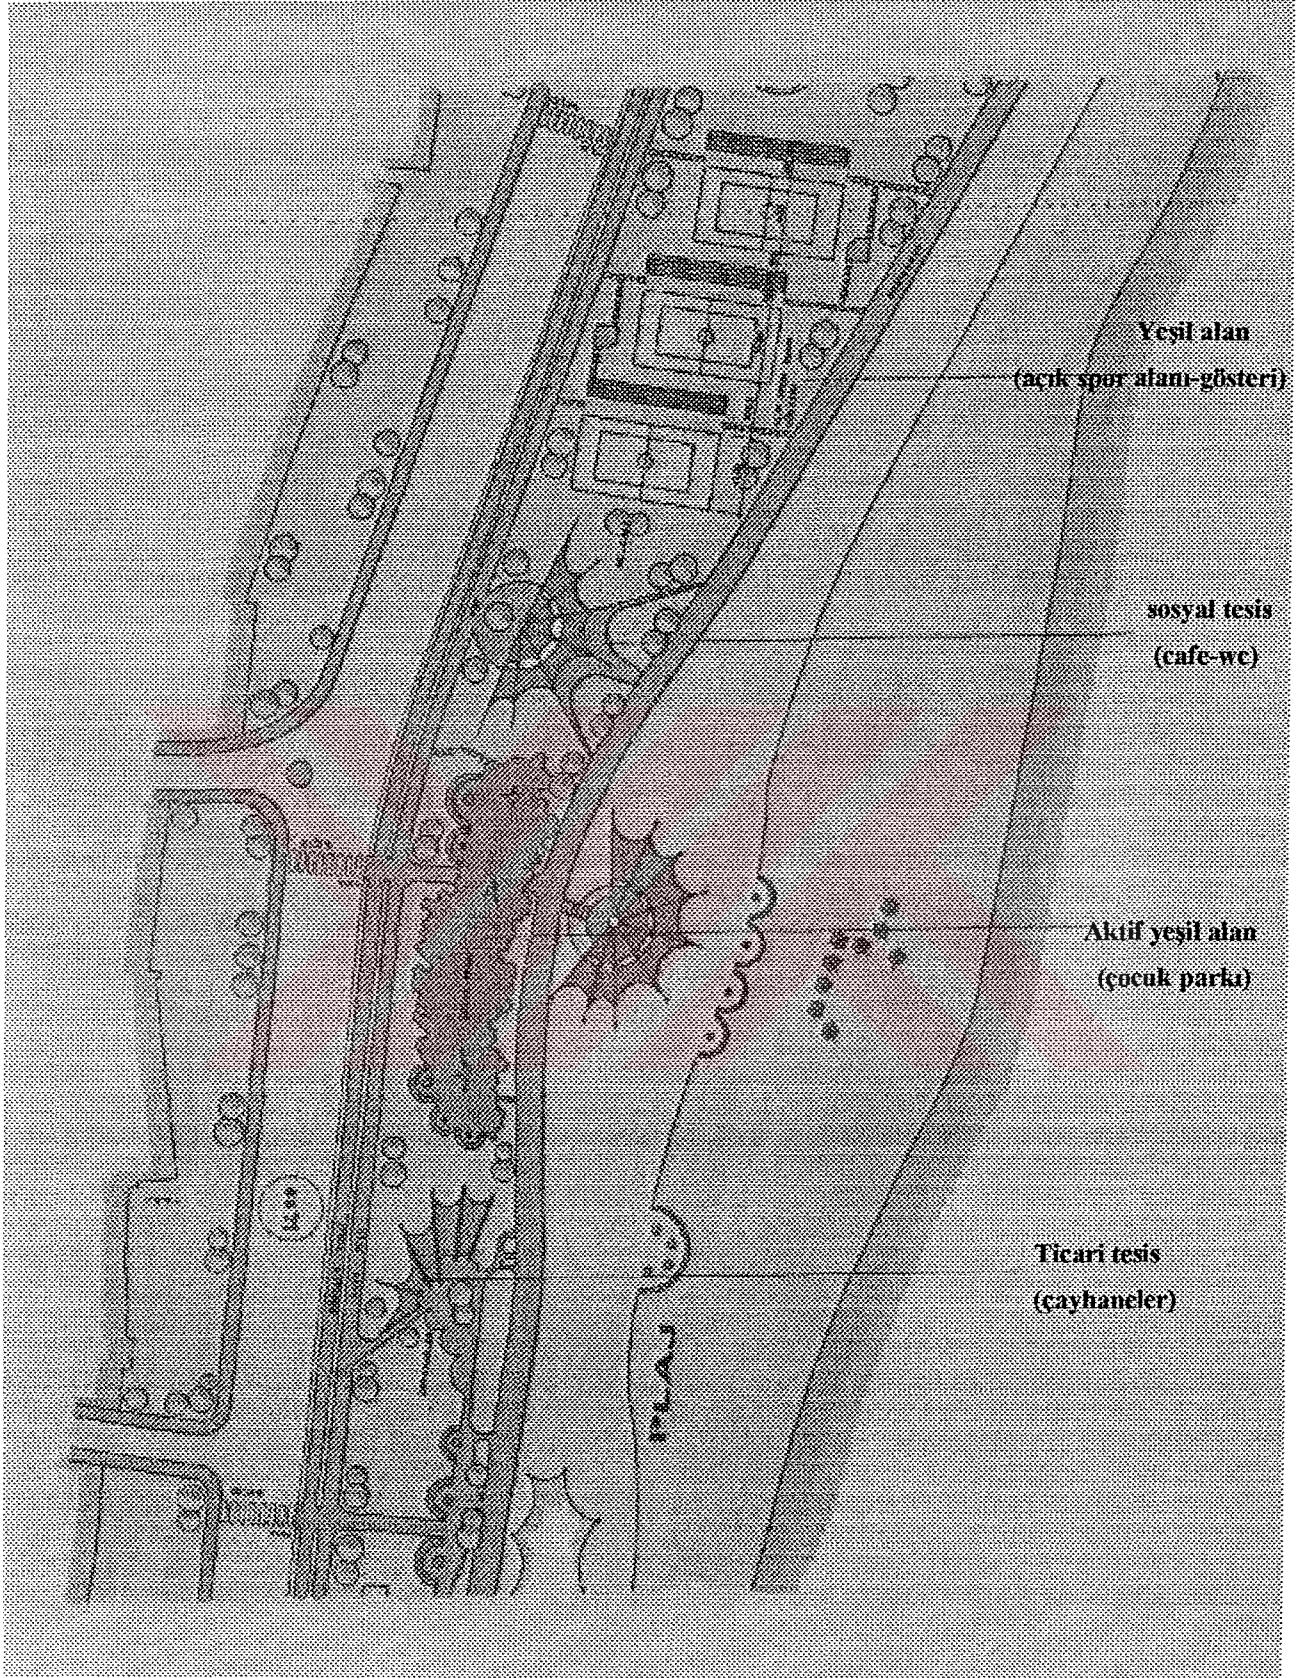 Yeşil alan
(açık spor alanı-gösteri)
sosyal tesis
(cafe-wc)
Aktif yeşil alan
(çocuk parkı)
Ticari tesis
(çayhaneler)
PLAJ